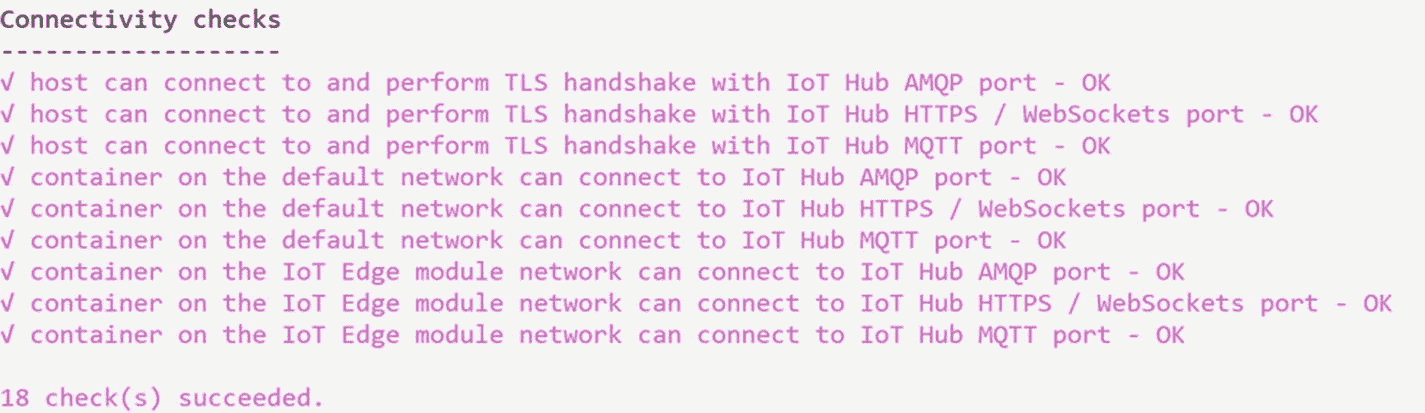 Connectivity checks
-------------------
√ host can connect to and perform TLS handshake with IoT Hub AMQP port - OK
√ host can connect to and perform TLS handshake with IoT Hub HTTPS / WebSockets port - OK
√ host can connect to and perform TLS handshake with IoT Hub MQTT port - OK
√ container on the default network can connect to IoT Hub AMQP port - OK
√ container on the default network can connect to IoT Hub HTTPS / WebSockets port - OK
√ container on the default network can connect to IoT Hub MQTT port - OK
√ container on the IoT Edge module network can connect to IoT Hub AMQP port - OK
√ container on the IoT Edge module network can connect to IoT Hub HTTPS / WebSockets port - OK
√ container on the IoT Edge module network can connect to IoT Hub MQTT port - OK
18 check(s) succeeded.